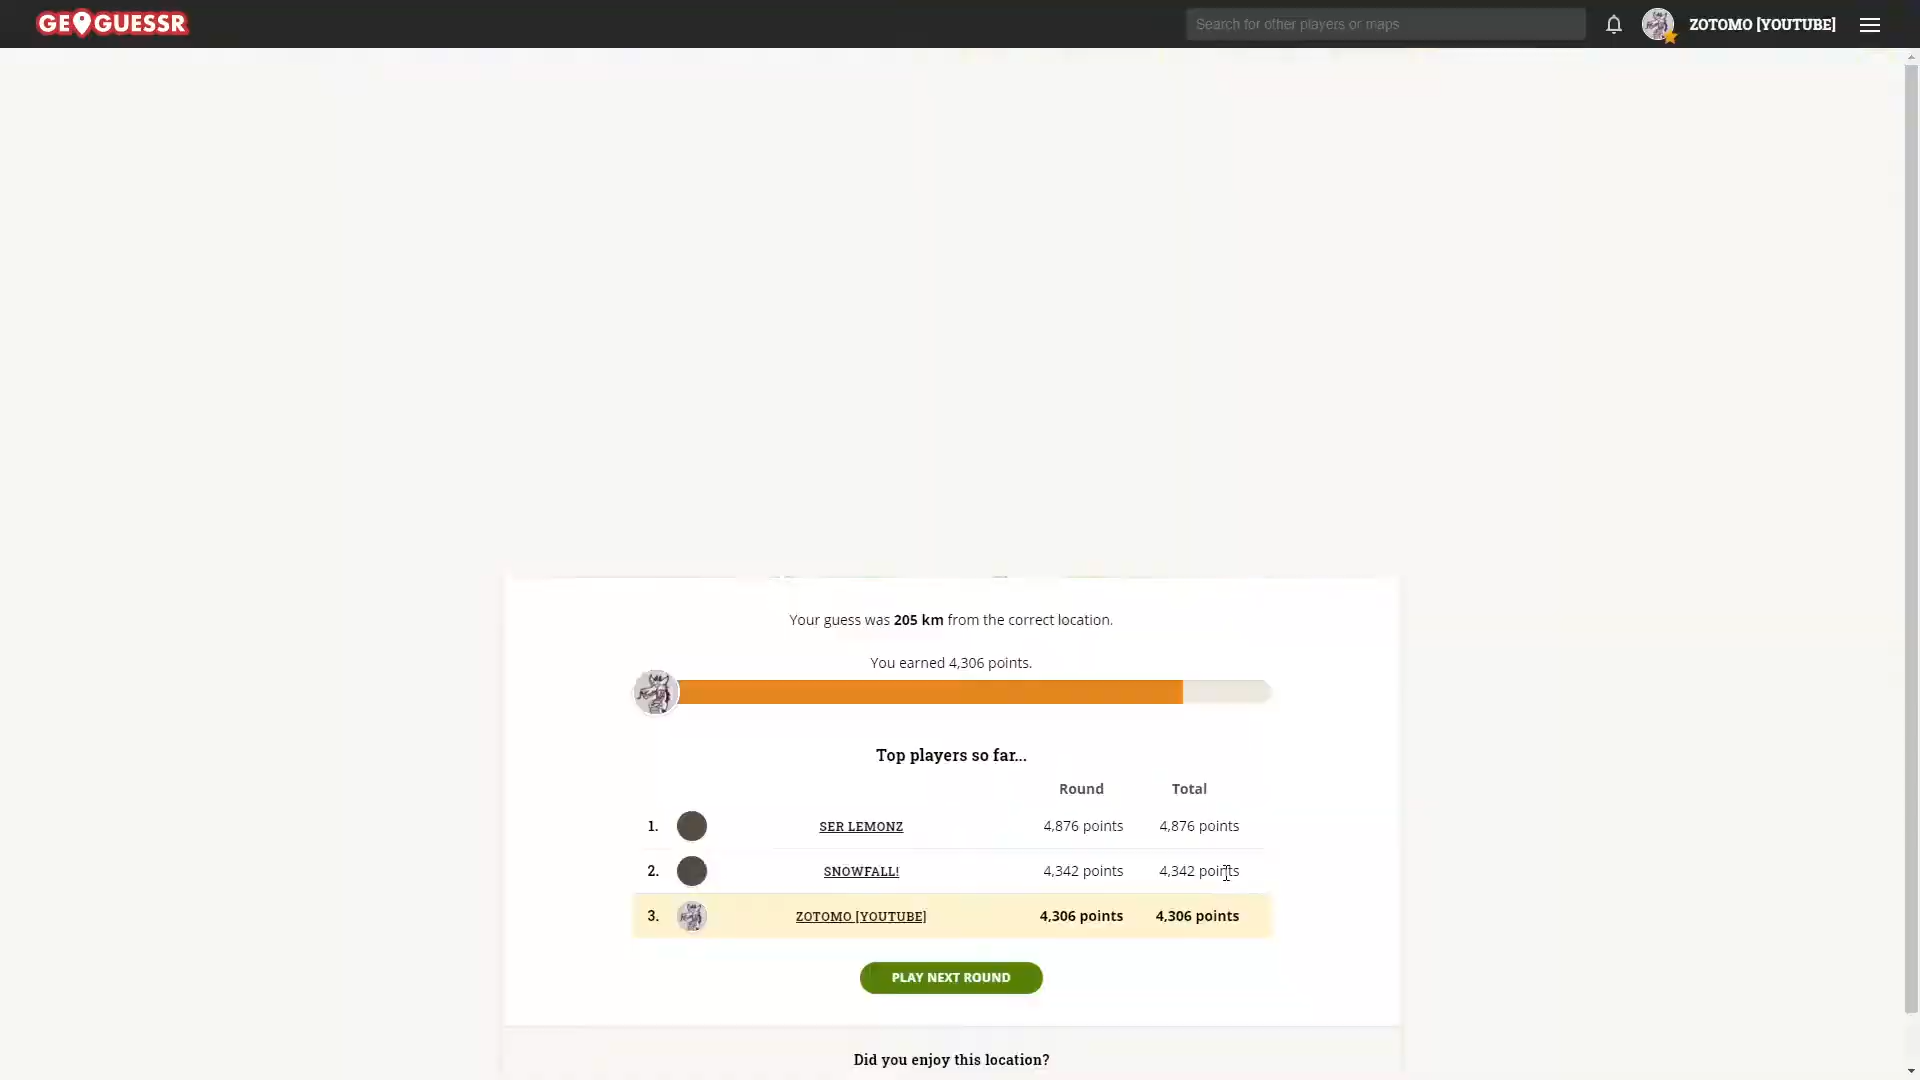 GEOGUESSR
Search for other players or maps
ZOTOMO [YOUTUBE]
Your guess was 205 km from the correct location.
You earned 4,306 points.
Top players so far...
Round Total
1. SER LEMONZ 4,876 points 4,876 points
2. SNOWFALL! 4,342 points 4,342 points
3. ZOTOMO [YOUTUBE] 4,306 points 4,306 points
PLAY NEXT ROUND
Did you enjoy this location?